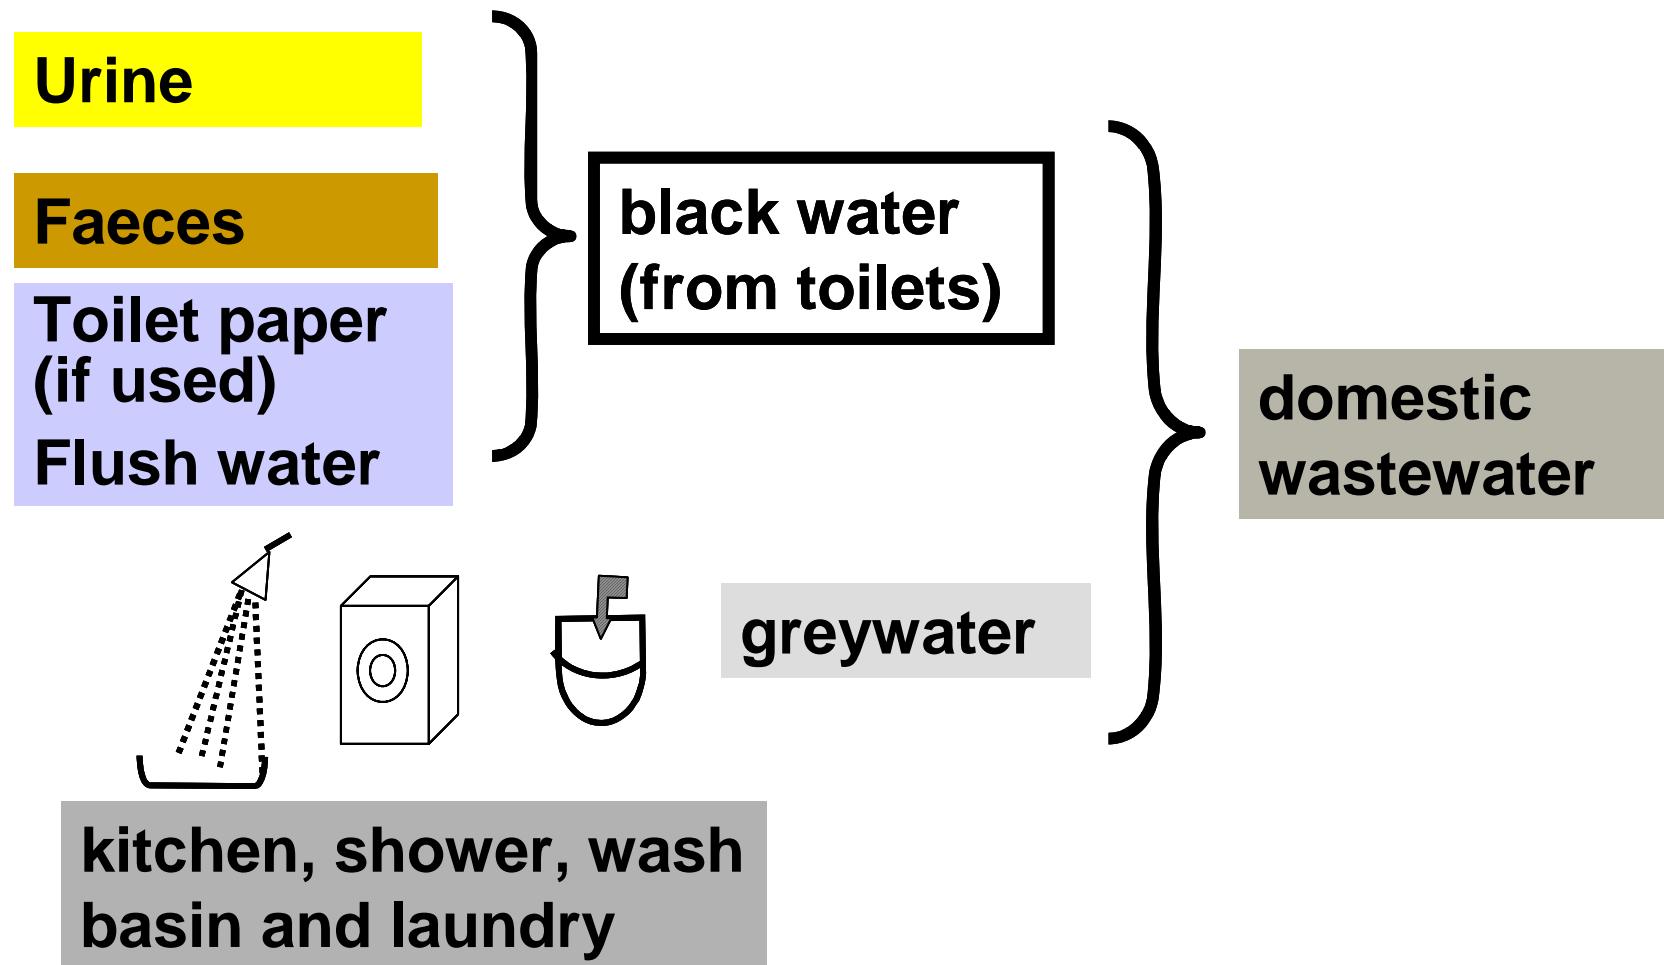 Urine
Faeces
Toilet paper
(if used)
Flush water
black water
(from toilets)
domestic
wastewater
greywater
kitchen, shower, wash
basin and laundry